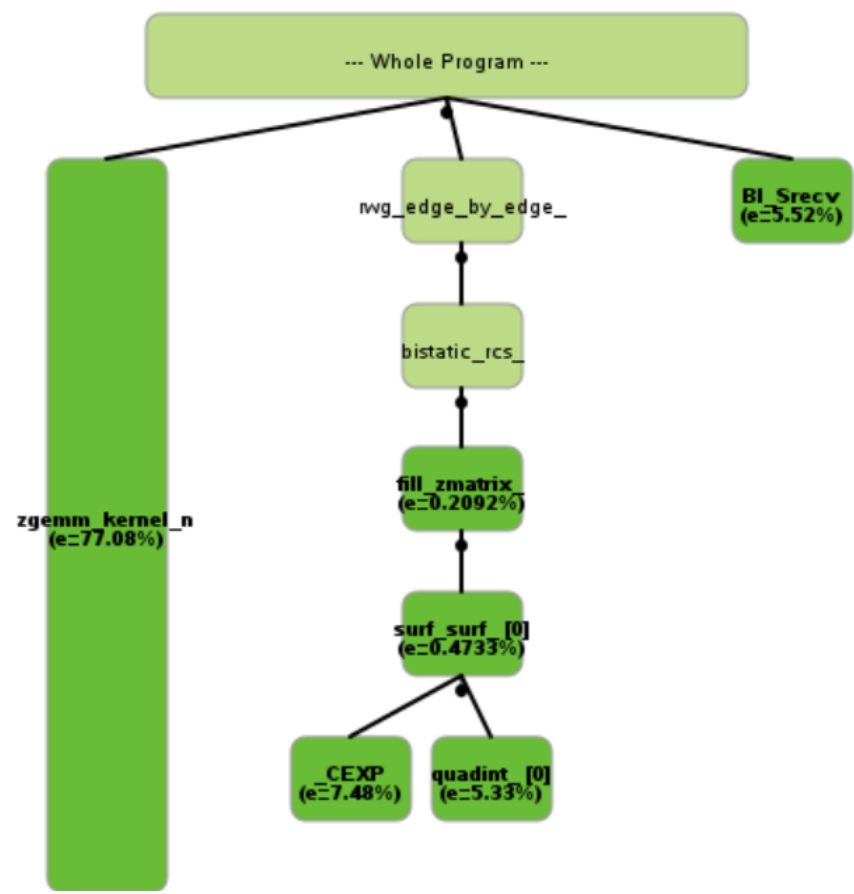 --- Whole Program ---
rwg_edge_by_edge_
BI_Srecv
(e=5.52%)
bistatic_rcs_
fill_zmatrix_
(e=0.2092%)
zgemm_kernel_n
(e=77.08%)
surf_surf_ [0]
(e=0.4733%)
_CEXP
(e=7.48%)
quadint_ [0]
(e=5.33%)